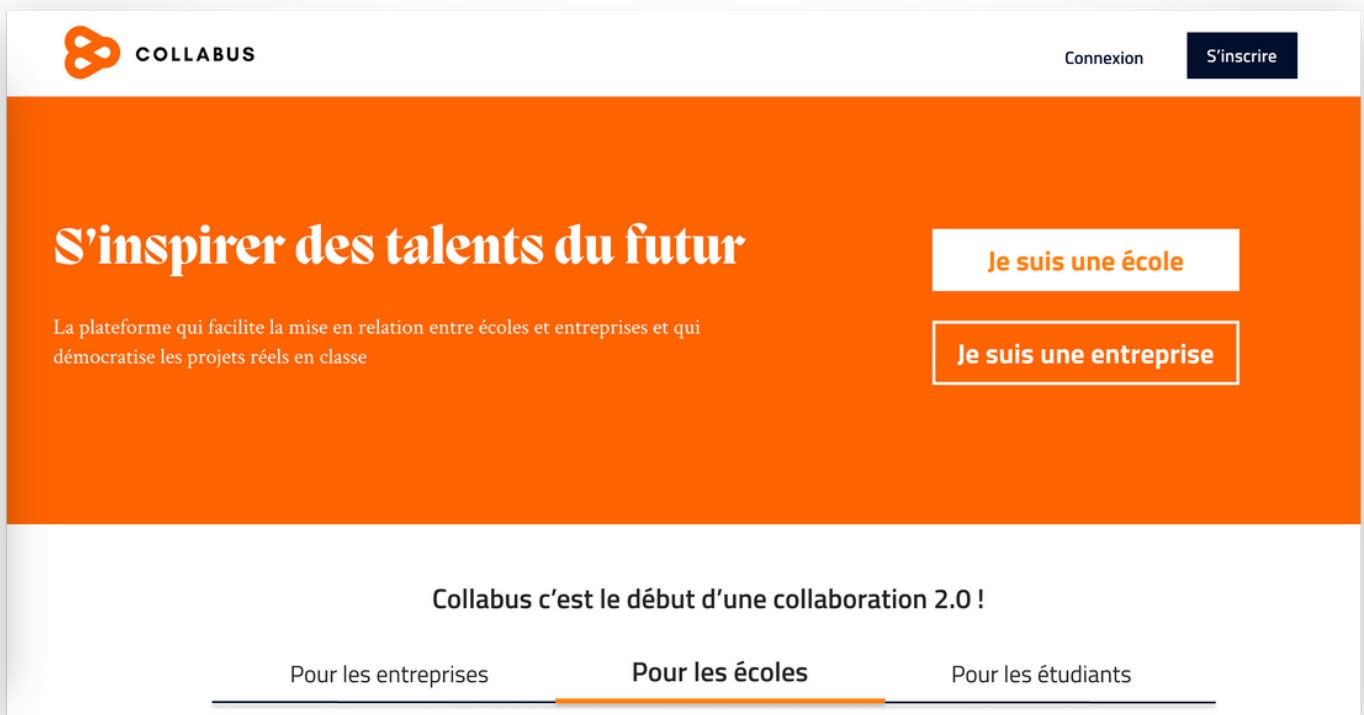 COLLABUS
Connexion
S'inscrire
S'inspirer des talents du futur
La plateforme qui facilite la mise en relation entre écoles et entreprises et qui
démocratise les projets réels en classe
Je suis une école
Je suis une entreprise
Collabus c’est le début d’une collaboration 2.0 !
Pour les entreprises
Pour les écoles
Pour les étudiants